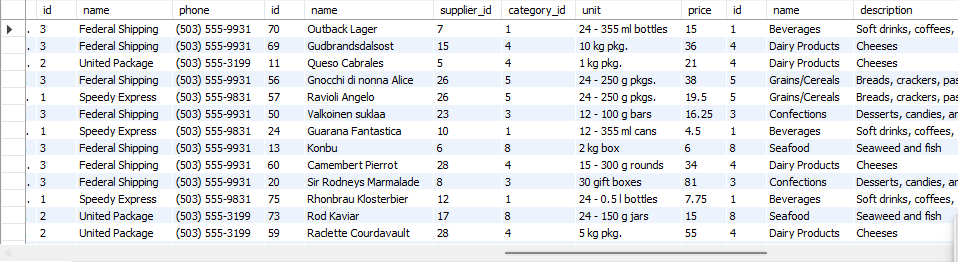 id name phone id name supplier_id category_id unit price id name description
. 3 Federal Shipping (503) 555-9931 70 Outback Lager 7 1 24 - 355 ml bottles 15 1 Beverages Soft drinks, coffees,
. 3 Federal Shipping (503) 555-9931 69 Gudbrandsdalsost 15 4 10 kg pkg. 36 4 Dairy Products Cheeses
. 2 United Package (503) 555-3199 11 Queso Cabrales 5 4 1 kg pkg. 21 4 Dairy Products Cheeses
3 Federal Shipping (503) 555-9931 56 Gnocchi di nonna Alice 26 5 24 - 250 g pkgs. 38 5 Grains/Cereals Breads, crackers, pas
. 1 Speedy Express (503) 555-9831 57 Ravioli Angelo 26 5 24 - 250 g pkgs. 19.5 5 Grains/Cereals Breads, crackers, pas
. 3 Federal Shipping (503) 555-9931 50 Valkoinen suklaa 23 3 12 - 100 g bars 16.25 3 Confections Desserts, candies, ar
. 1 Speedy Express (503) 555-9831 24 Guarana Fantastica 10 1 12 - 355 ml cans 4.5 1 Beverages Soft drinks, coffees,
. 3 Federal Shipping (503) 555-9931 13 Konbu 6 8 2 kg box 6 8 Seafood Seaweed and fish
. 3 Federal Shipping (503) 555-9931 60 Camembert Pierrot 28 4 15 - 300 g rounds 34 4 Dairy Products Cheeses
. 3 Federal Shipping (503) 555-9931 20 Sir Rodneys Marmalade 8 3 30 gift boxes 81 3 Confections Desserts, candies, ar
. 1 Speedy Express (503) 555-9831 75 Rhonbrau Klosterbier 12 1 24 - 0.5 l bottles 7.75 1 Beverages Soft drinks, coffees,
. 2 United Package (503) 555-3199 73 Rod Kaviar 17 8 24 - 150 g jars 15 8 Seafood Seaweed and fish
2 United Package (503) 555-3199 59 Raclette Courdavault 28 4 5 kg pkg. 55 4 Dairy Products Cheeses